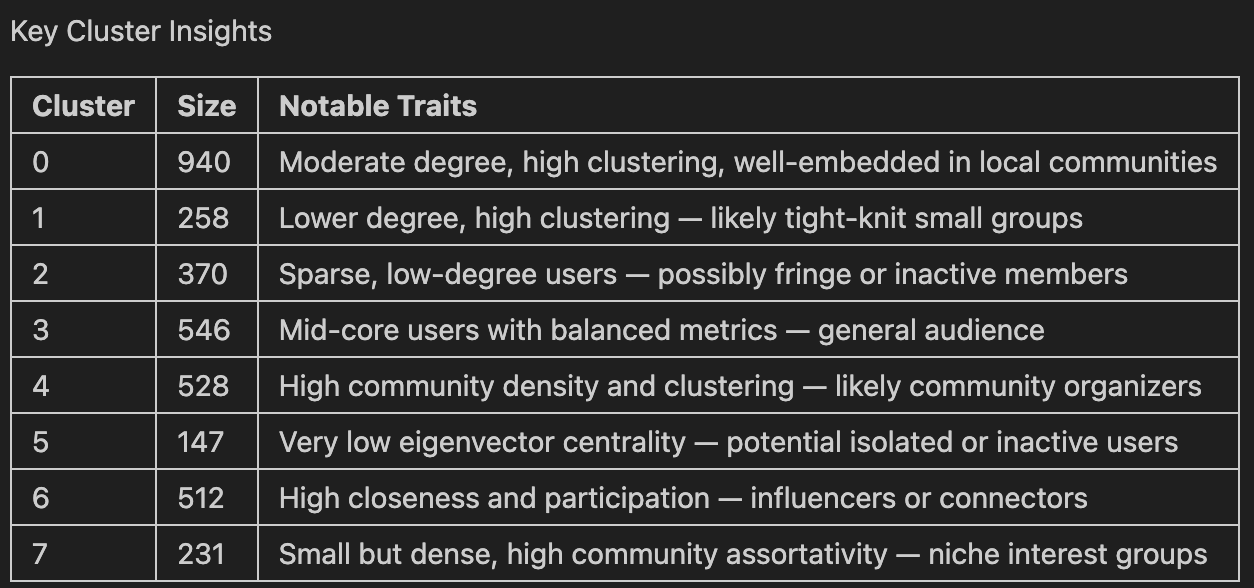 Key Cluster Insights
Cluster Size Notable Traits
0 940 Moderate degree, high clustering, well-embedded in local communities
1 258 Lower degree, high clustering — likely tight-knit small groups
2 370 Sparse, low-degree users — possibly fringe or inactive members
3 546 Mid-core users with balanced metrics — general audience
4 528 High community density and clustering — likely community organizers
5 147 Very low eigenvector centrality — potential isolated or inactive users
6 512 High closeness and participation — influencers or connectors
7 231 Small but dense, high community assortativity — niche interest groups